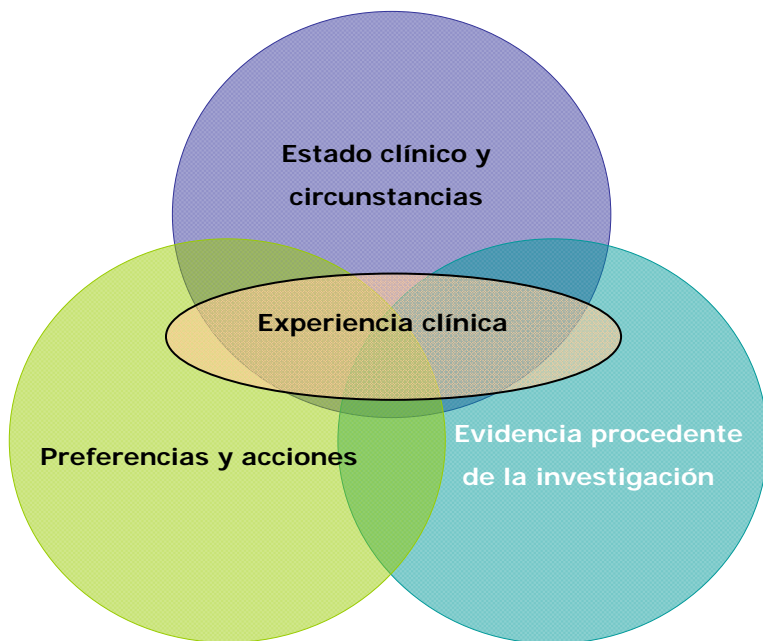 Estado clínico y
circunstancias
Experiencia clínica
Preferencias y acciones
Evidencia procedente
de la investigación